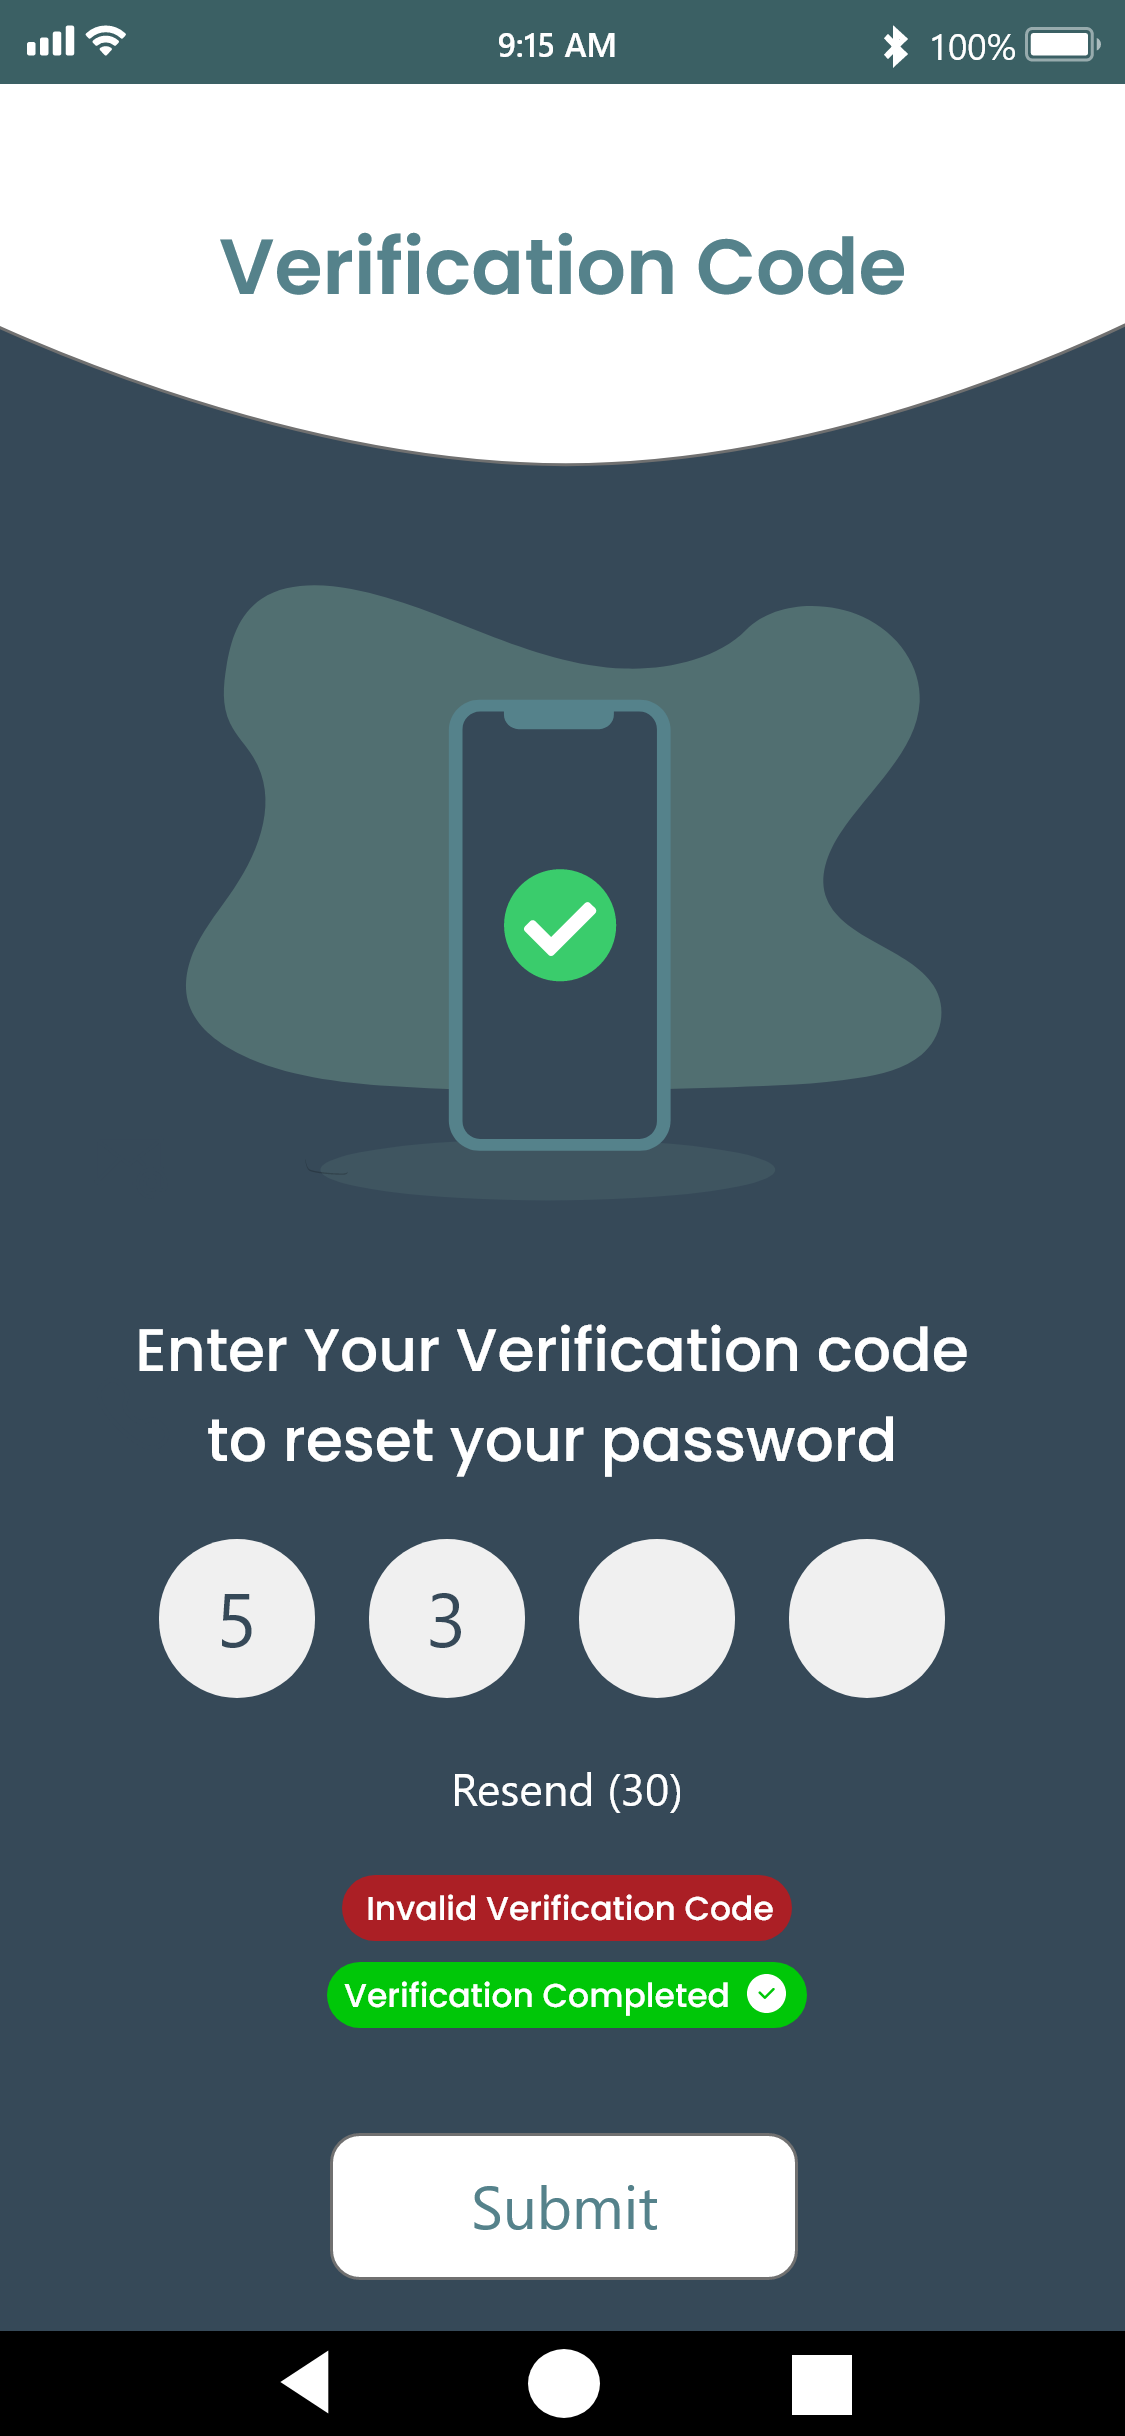 9:15 AM
100%
Verification Code
Enter Your Verification code
to reset your password
5 3
Resend (30)
Invalid Verification Code
Verification Completed
Submit